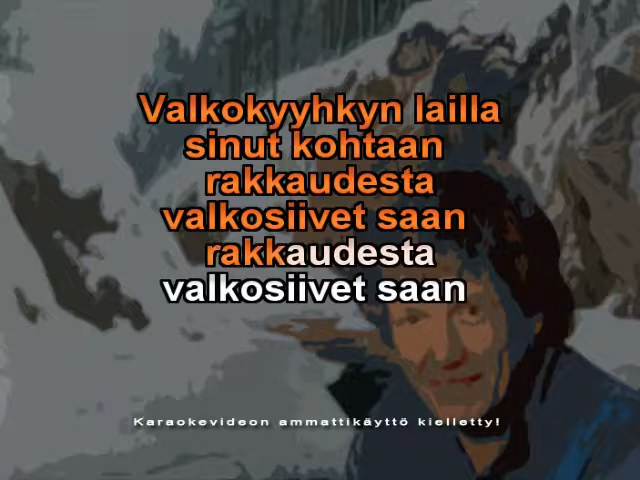 Valkokyyhkyn lailla
sinut kohtaan
rakkaudesta
valkosiivet saan
rakkaudesta
valkosiivet saan
Karaokevideon ammattikäyttö kielletty!